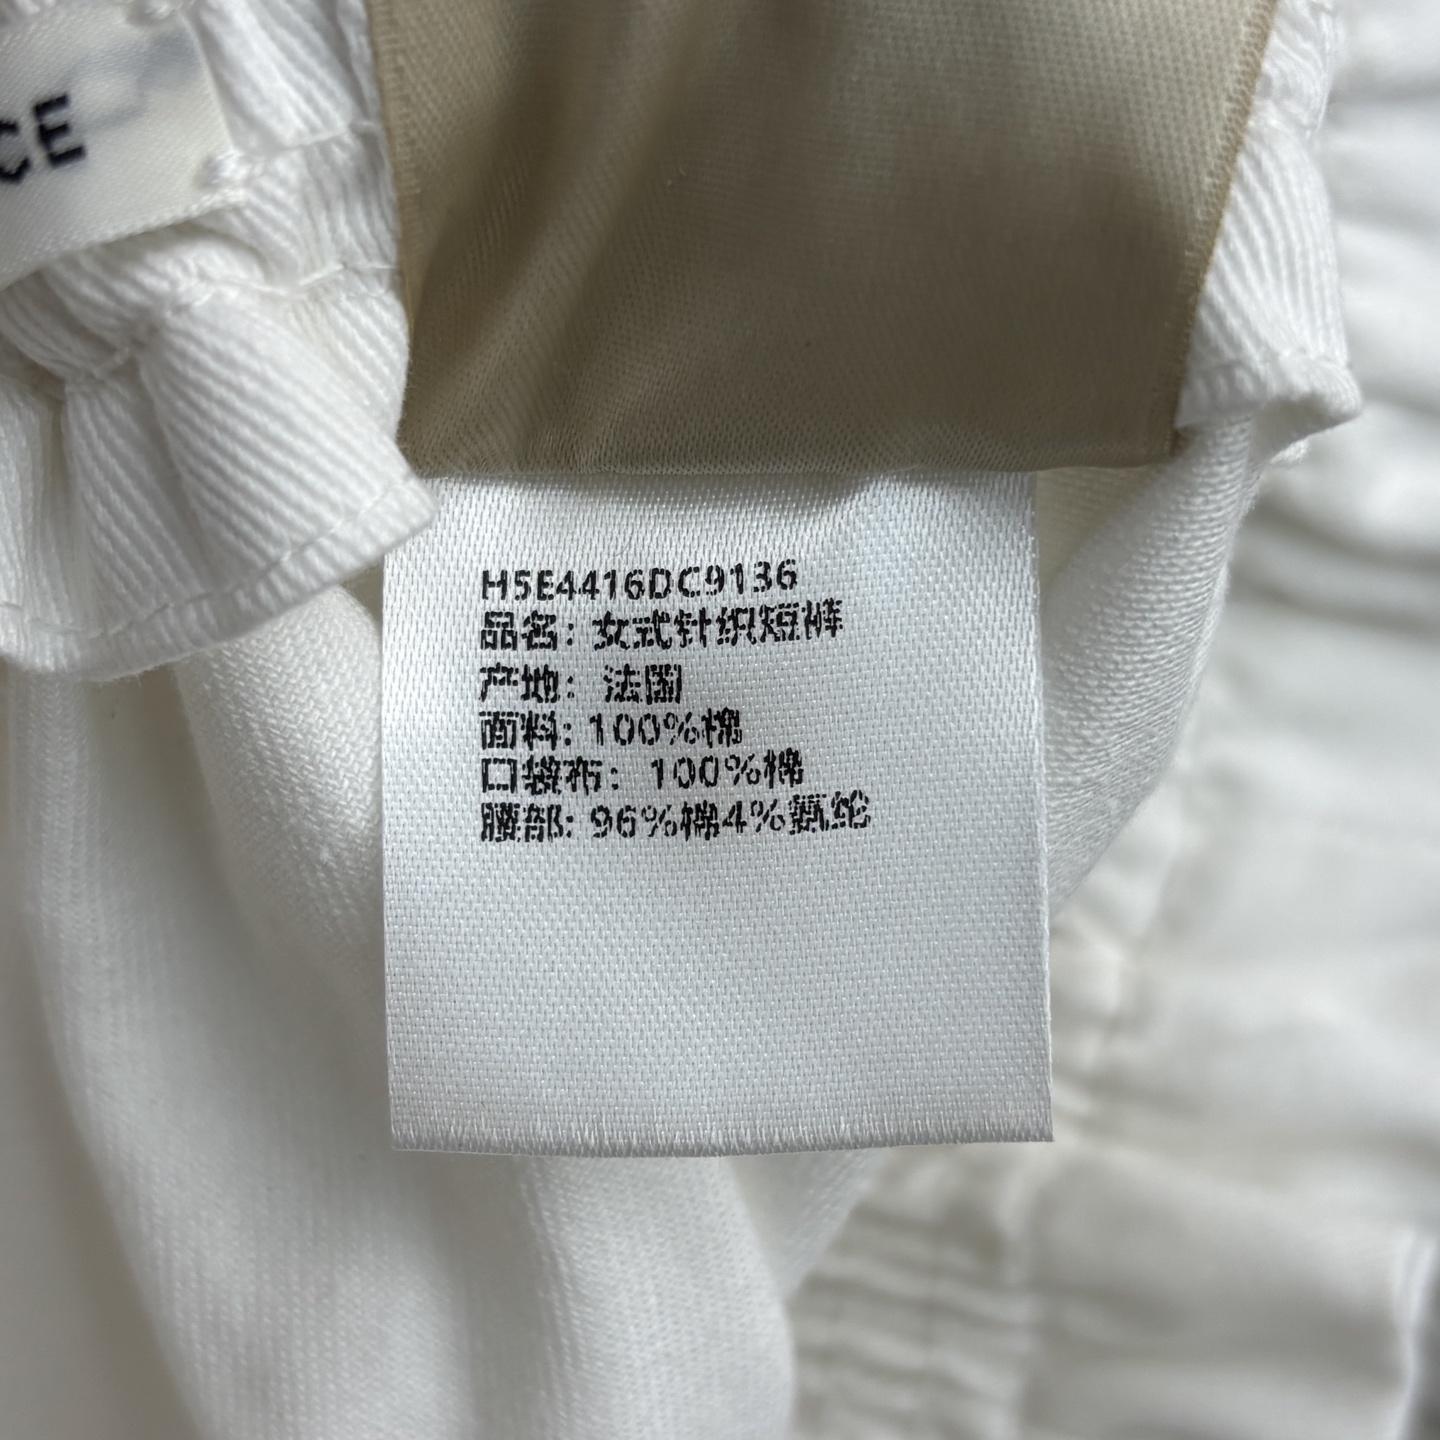 CE
H5E4416DC9136
品名：女式针织短裤
产地：法国
面料：100%棉
口袋布：100%棉
腰部：96%棉4%氨纶